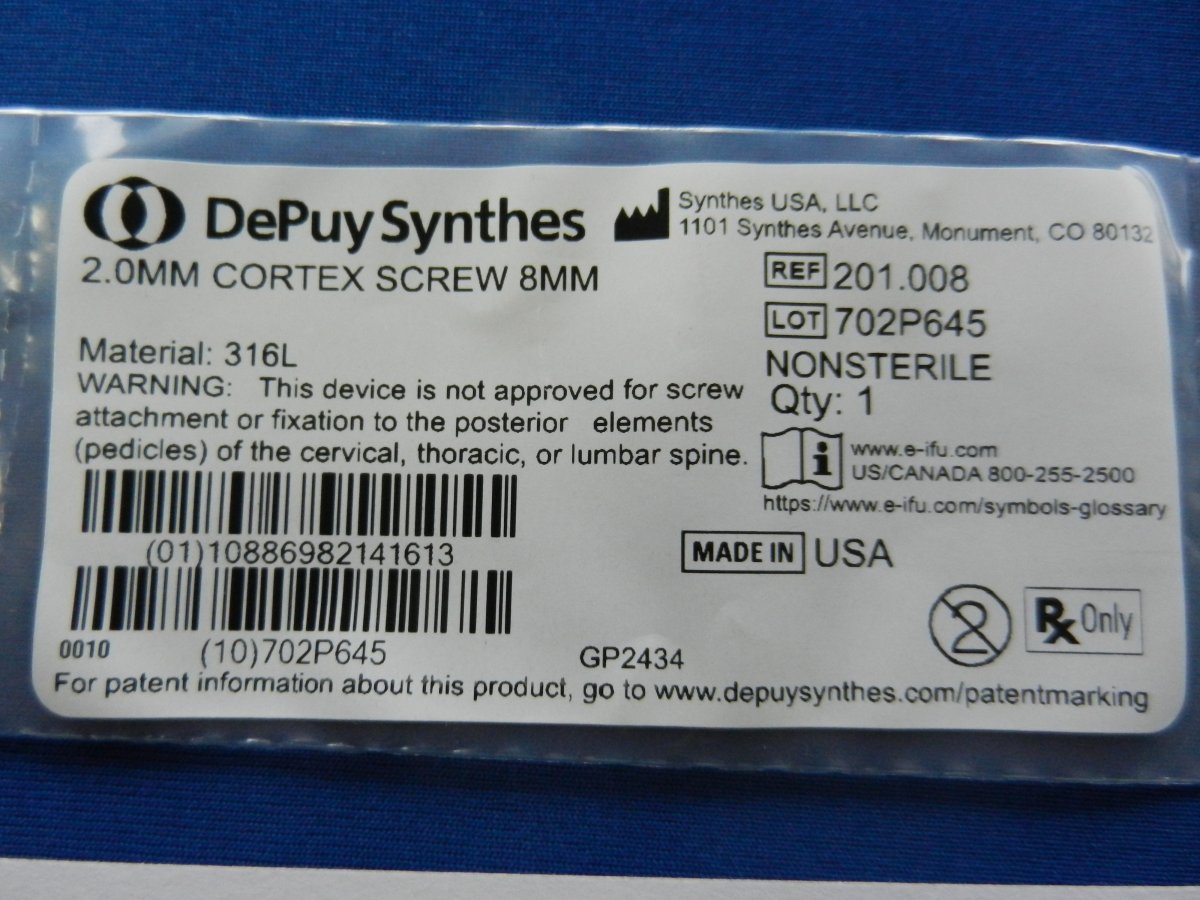 DePuy Synthes
Synthes USA, LLC
1101 Synthes Avenue, Monument, CO 80132
2.0MM CORTEX SCREW 8MM
REF 201.008
LOT 702P645
NONSTERILE
Qty: 1
Material: 316L
WARNING: This device is not approved for screw
attachment or fixation to the posterior elements
(pedicles) of the cervical, thoracic, or lumbar spine.
i www.e-ifu.com
US/CANADA 800-255-2500
https://www.e-ifu.com/symbols-glossary
(01)10886982141613
MADE IN USA
0010 (10)702P645
GP2434
2
Rx Only
For patent information about this product, go to www.depuysynthes.com/patentmarking